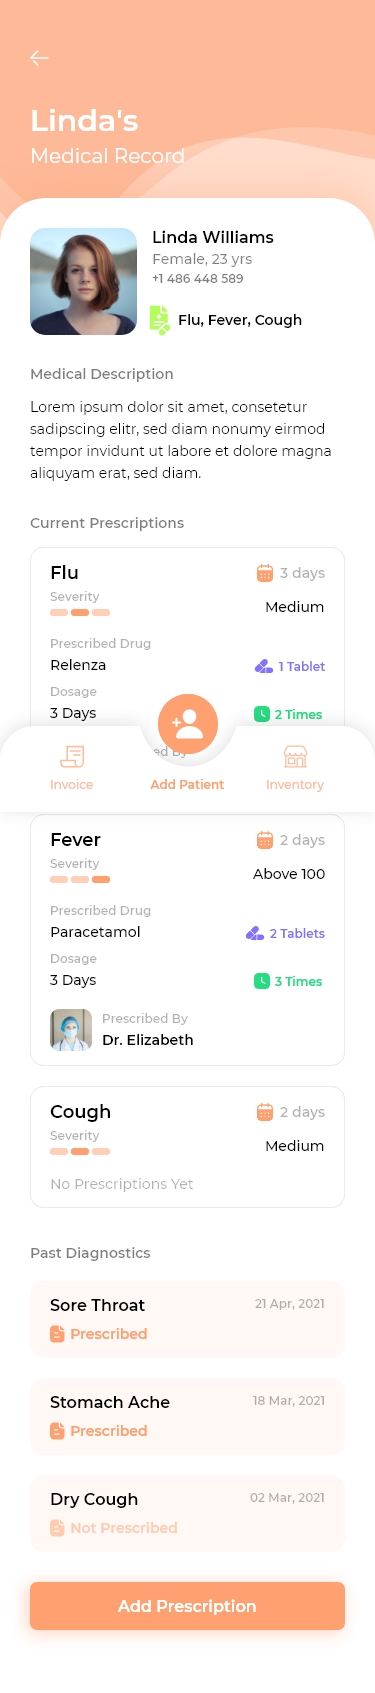 Linda's
Medical Record
Linda Williams
Female, 23 yrs
+1 486 448 589
Flu, Fever, Cough
Medical Description
Lorem ipsum dolor sit amet, consetetur
sadipscing elitr, sed diam nonumy eirmod
tempor invidunt ut labore et dolore magna
aliquyam erat, sed diam.
Current Prescriptions
Flu
3 days
Severity
Medium
Prescribed Drug
Relenza
1 Tablet
Dosage
3 Days
2 Times
ed By
Invoice
Add Patient
Inventory
Fever
2 days
Severity
Above 100
Prescribed Drug
Paracetamol
2 Tablets
Dosage
3 Days
3 Times
Prescribed By
Dr. Elizabeth
Cough
2 days
Severity
Medium
No Prescriptions Yet
Past Diagnostics
Sore Throat
21 Apr, 2021
Prescribed
Stomach Ache
18 Mar, 2021
Prescribed
Dry Cough
02 Mar, 2021
Not Prescribed
Add Prescription